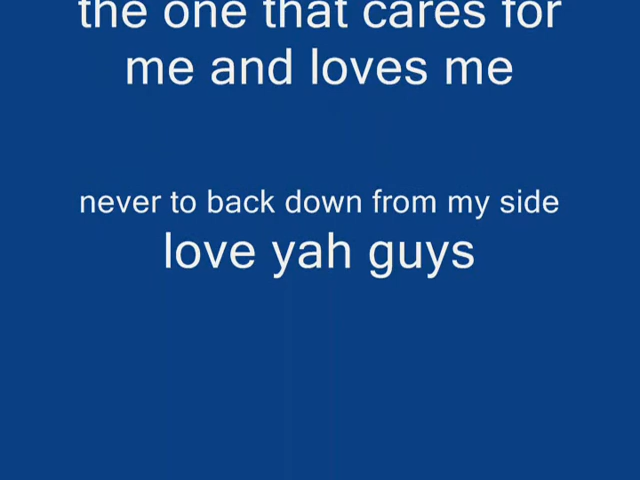 the one that cares for
me and loves me
never to back down from my side
love yah guys